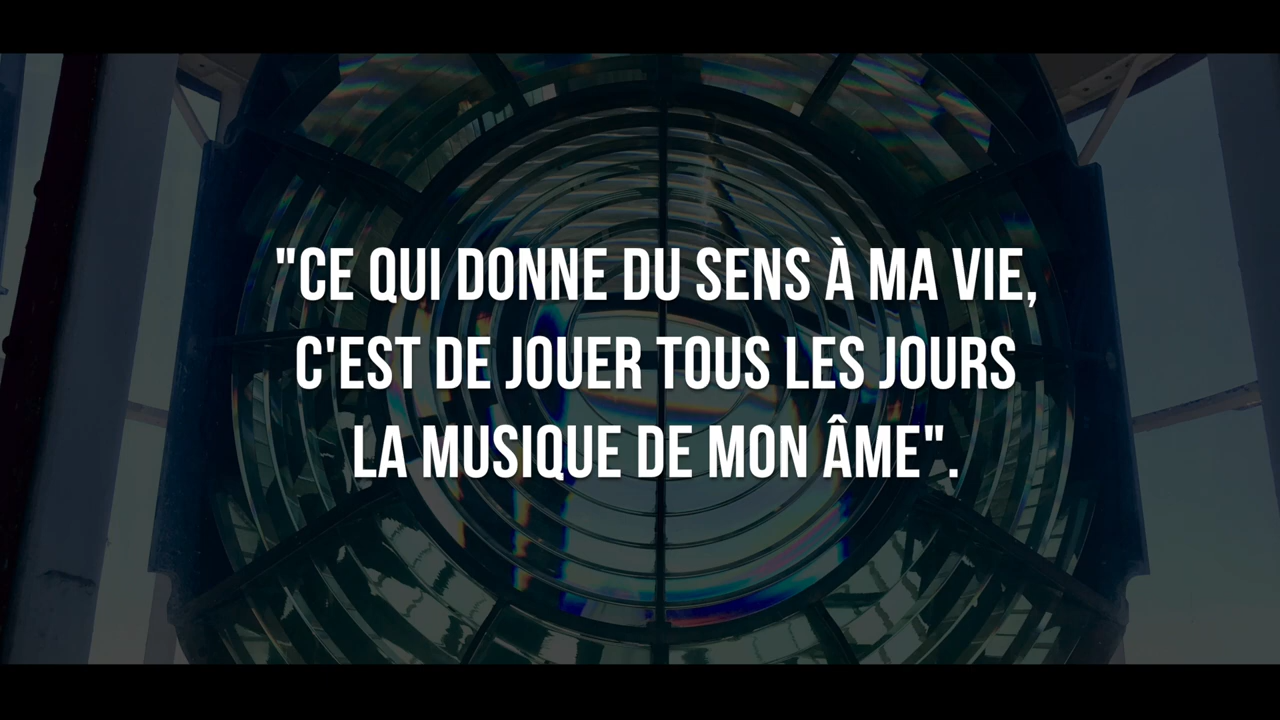 "CE QUI DONNE DU SENS À MA VIE,
C'EST DE JOUER TOUS LES JOURS
LA MUSIQUE DE MON ÂME".